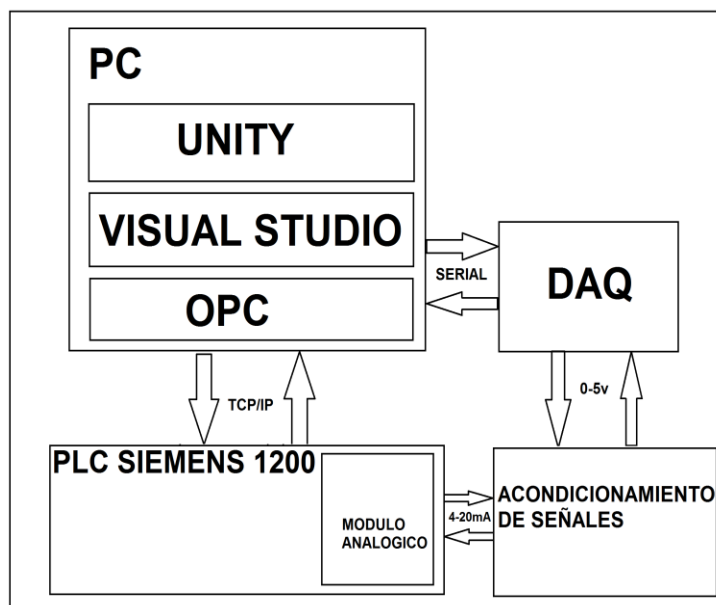 PC
UNITY
VISUAL STUDIO
OPC
SERIAL
DAQ
TCP/IP
0-5v
PLC SIEMENS 1200
MODULO
ANALOGICO
4-20mA
ACONDICIONAMIENTO
DE SEÑALES